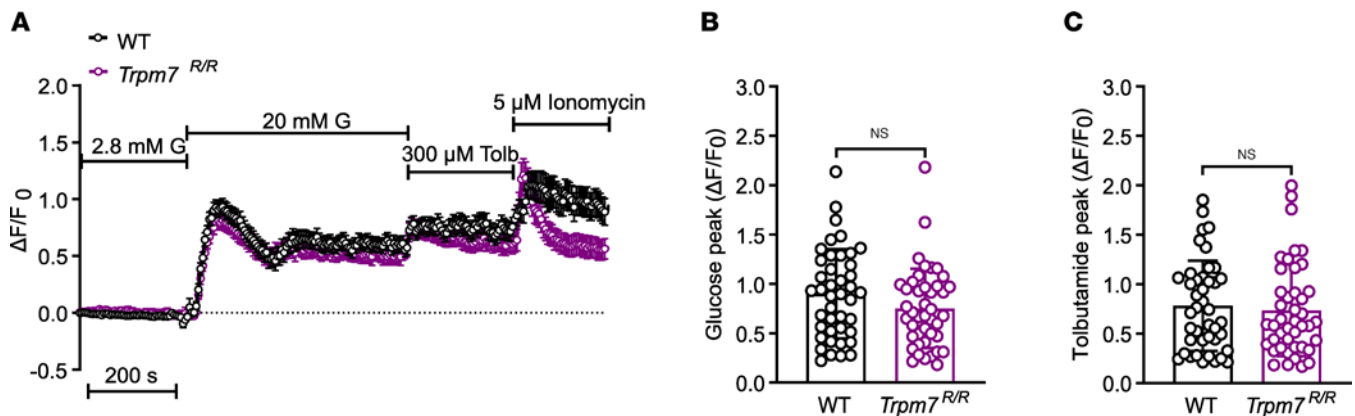 A
WT
Trpm7 R/R
2.0
1.5
1.0
0.5
0.0
-0.5
ΔF/F 0
2.8 mM G
20 mM G
300 µM Tolb
5 µM Ionomycin
200 s
B
3.0
2.5
2.0
1.5
1.0
0.5
0.0
Glucose peak (ΔF/F0)
NS
WT
Trpm7 R/R
C
3.0
2.5
2.0
1.5
1.0
0.5
0.0
Tolbutamide peak (ΔF/F0)
NS
WT
Trpm7 R/R